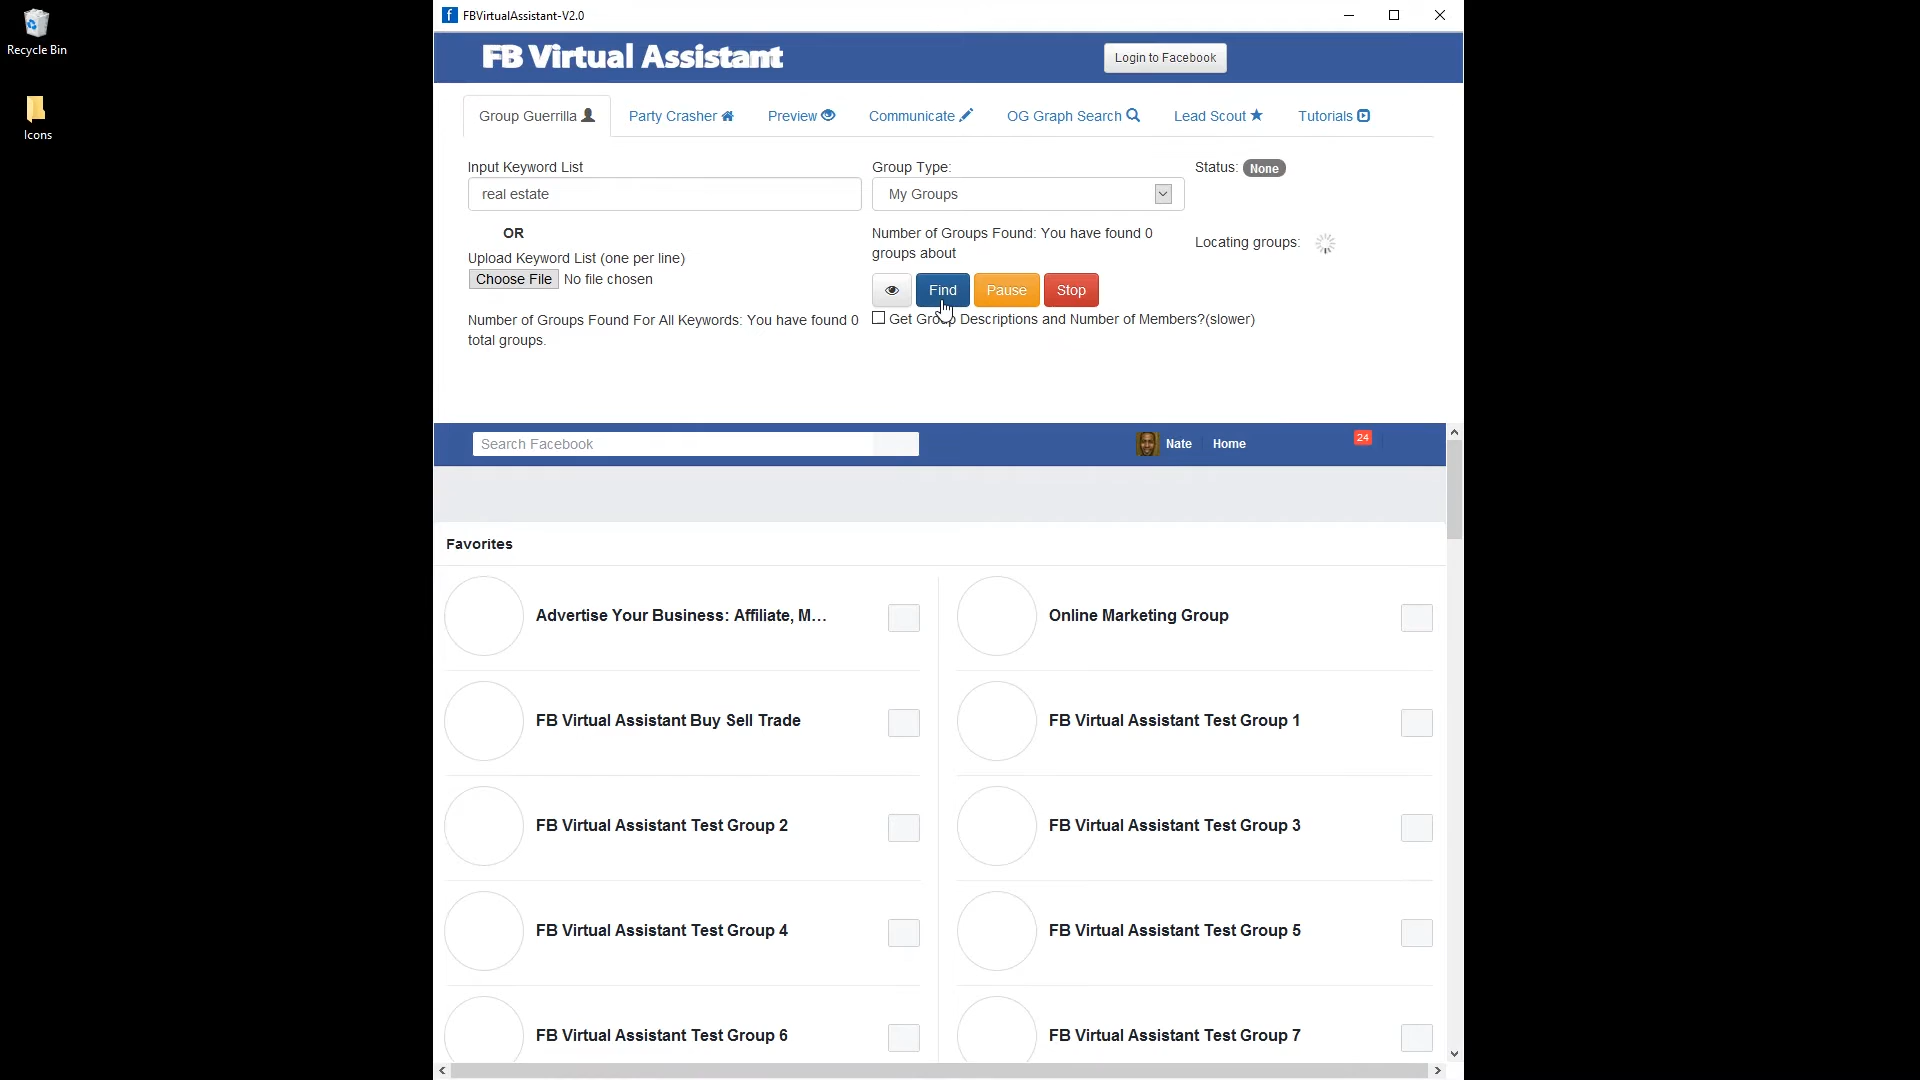 Recycle Bin
Icons
FBVirtualAssistant-V2.0
FB Virtual Assistant
Login to Facebook
Group Guerrilla
Party Crasher
Preview
Communicate
OG Graph Search
Lead Scout
Tutorials
Input Keyword List
Group Type:
Status: None
real estate
My Groups
OR
Number of Groups Found: You have found 0
groups about
Locating groups:
Upload Keyword List (one per line)
Choose File No file chosen
Find
Pause
Stop
Number of Groups Found For All Keywords: You have found 0
total groups.
Get Group Descriptions and Number of Members?(slower)
Search Facebook
Nate
Home
24
Favorites
Advertise Your Business: Affiliate, M...
Online Marketing Group
FB Virtual Assistant Buy Sell Trade
FB Virtual Assistant Test Group 1
FB Virtual Assistant Test Group 2
FB Virtual Assistant Test Group 3
FB Virtual Assistant Test Group 4
FB Virtual Assistant Test Group 5
FB Virtual Assistant Test Group 6
FB Virtual Assistant Test Group 7